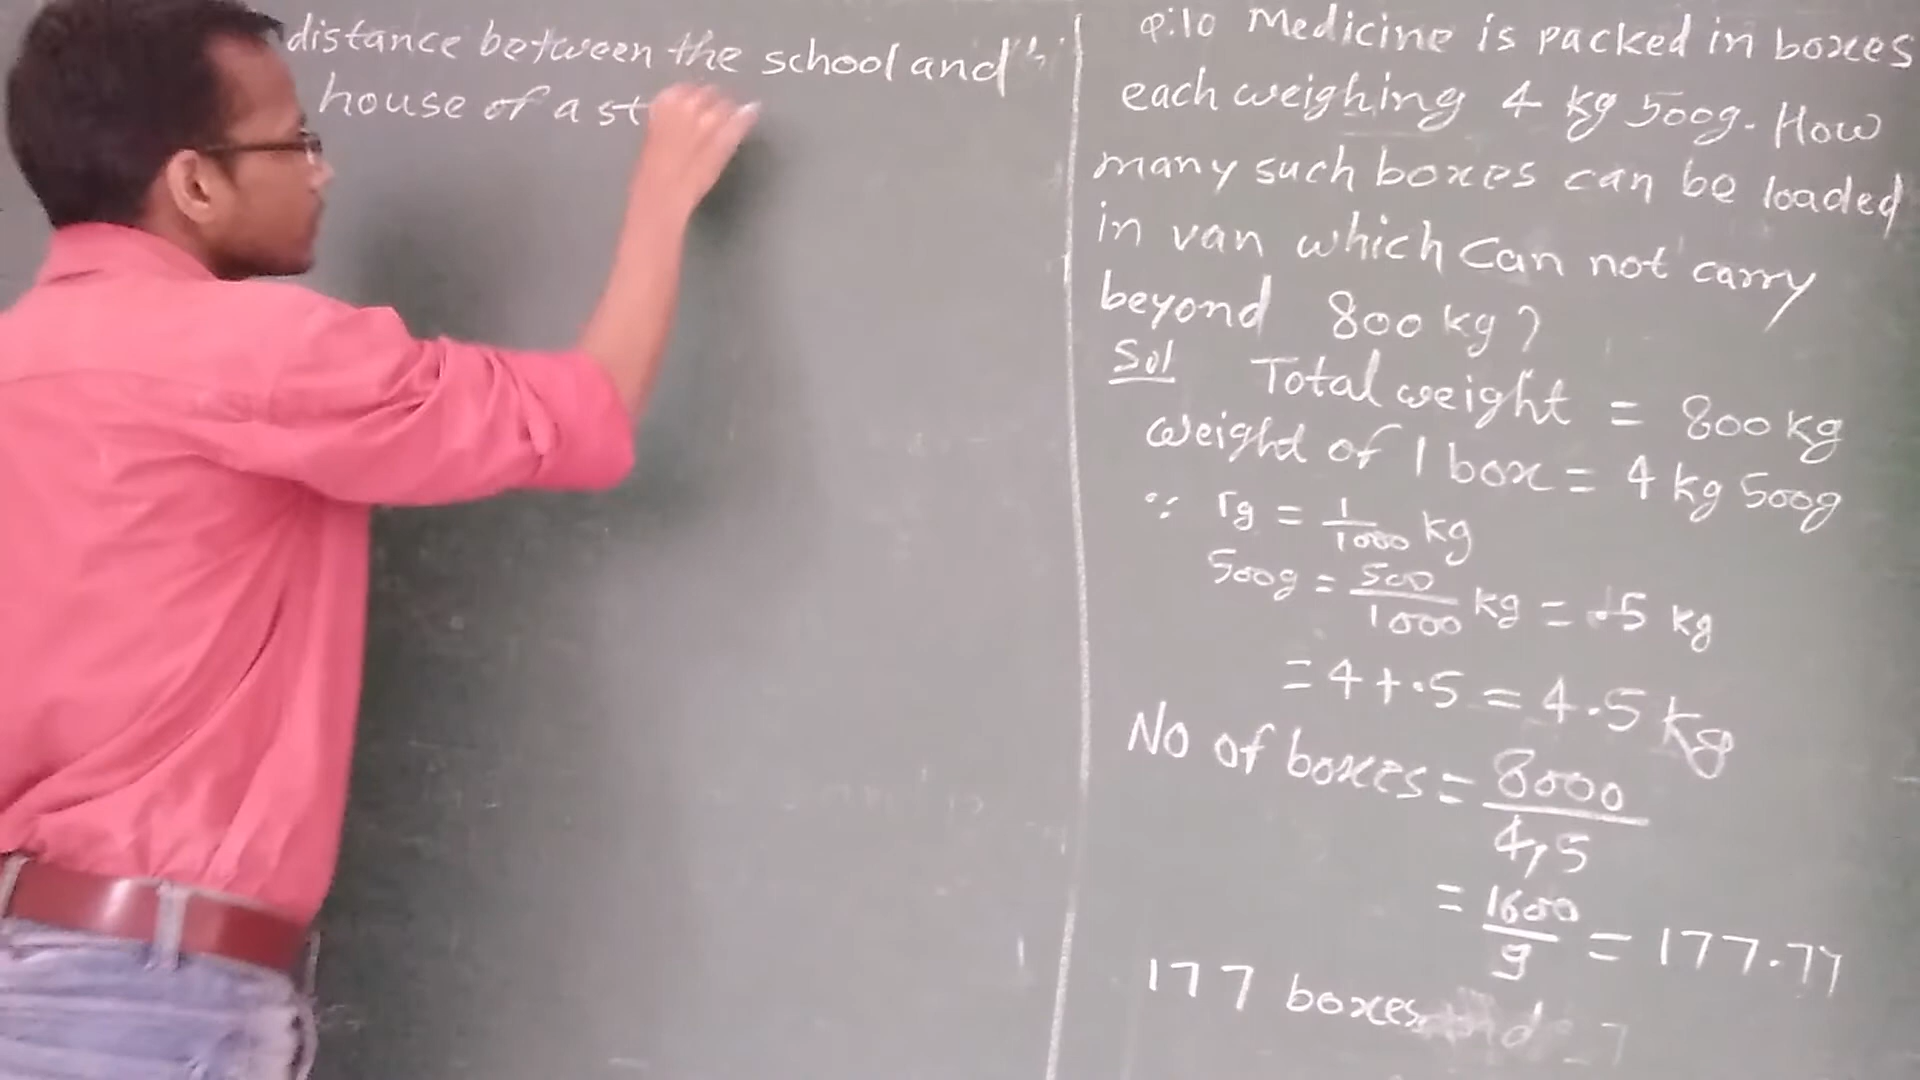 distance between the school and
house of a st
Q.10 Medicine is packed in boxes
each weighing 4 kg 500g. How
many such boxes can be loaded
in van which can not carry
beyond 800 kg?
Sol Total weight = 800 kg
weight of 1 box = 4 kg 500g
∵ 1g = 1/1000 kg
500g = 500/1000 kg = .5 kg
= 4 + .5 = 4.5 kg
No of boxes = 8000/4,5
= 1600/9 = 177.77
177 boxes